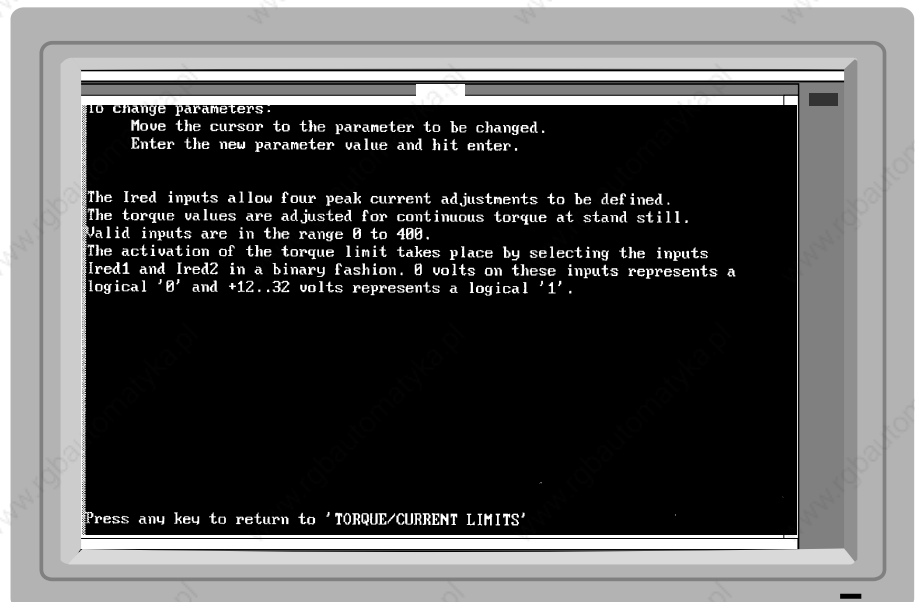 To change parameters:
Move the cursor to the parameter to be changed.
Enter the new parameter value and hit enter.
The Ired inputs allow four peak current adjustments to be defined.
The torque values are adjusted for continuous torque at stand still.
Valid inputs are in the range 0 to 400.
The activation of the torque limit takes place by selecting the inputs
Ired1 and Ired2 in a binary fashion. 0 volts on these inputs represents a
logical '0' and +12..32 volts represents a logical '1'.
Press any key to return to 'TORQUE/CURRENT LIMITS'